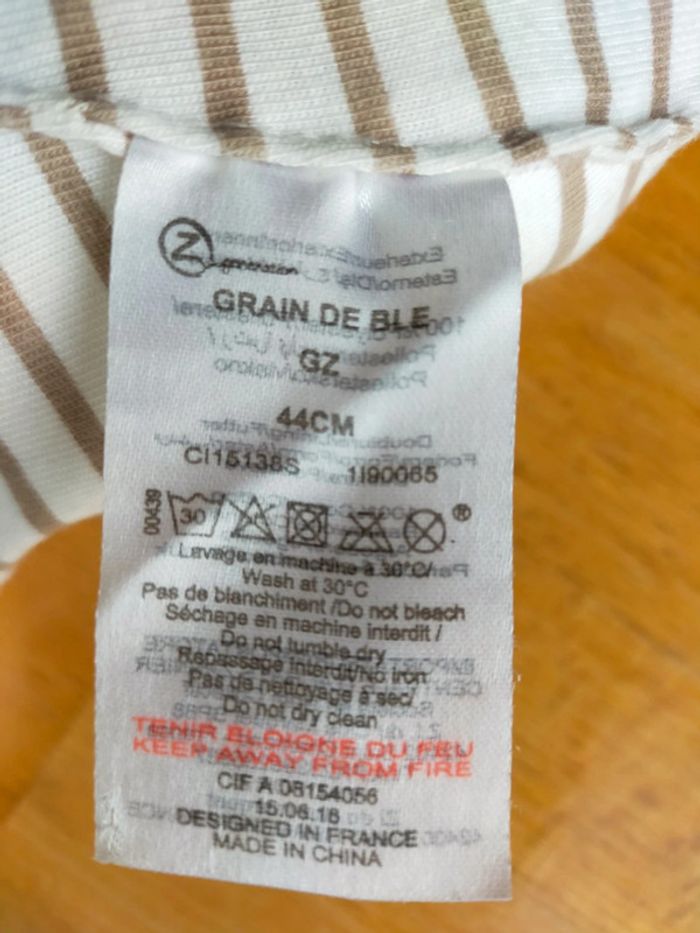 Z
generation
GRAIN DE BLE
GZ
44CM
CI15138S 1I90065
00439
30
®
Lavage en machine à 30°C/
Wash at 30°C
Pas de blanchiment /Do not bleach
Séchage en machine interdit /
Do not tumble dry
Repassage interdit/No iron
Pas de nettoyage à sec/
Do not dry clean
TENIR ELOIGNE DU FEU
KEEP AWAY FROM FIRE
CIF A 08154056
15.06.18
DESIGNED IN FRANCE
MADE IN CHINA